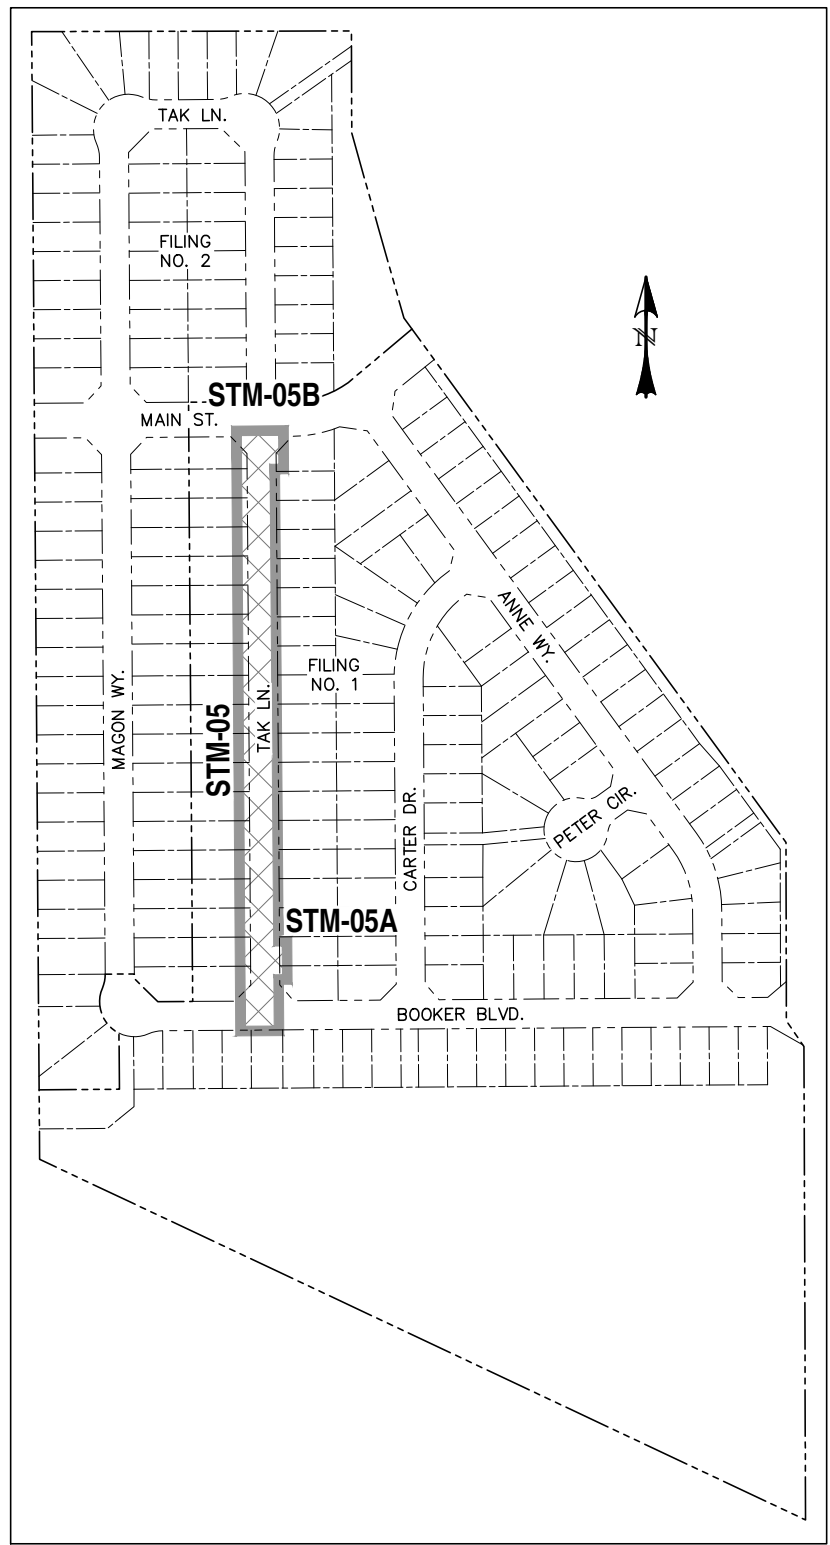 TAK LN.
FILING
NO. 2
N
STM-05B
MAIN ST.
ANNE WY.
FILING
NO. 1
MAGON WY.
STM-05
TAK LN.
CARTER DR.
PETER CIR.
STM-05A
BOOKER BLVD.